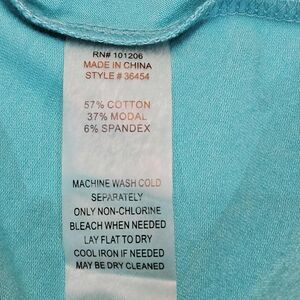 RN# 101206
MADE IN CHINA
STYLE # 36454
57% COTTON
37% MODAL
6% SPANDEX
MACHINE WASH COLD
SEPARATELY
ONLY NON-CHLORINE
BLEACH WHEN NEEDED
LAY FLAT TO DRY
COOL IRON IF NEEDED
MAY BE DRY CLEANED